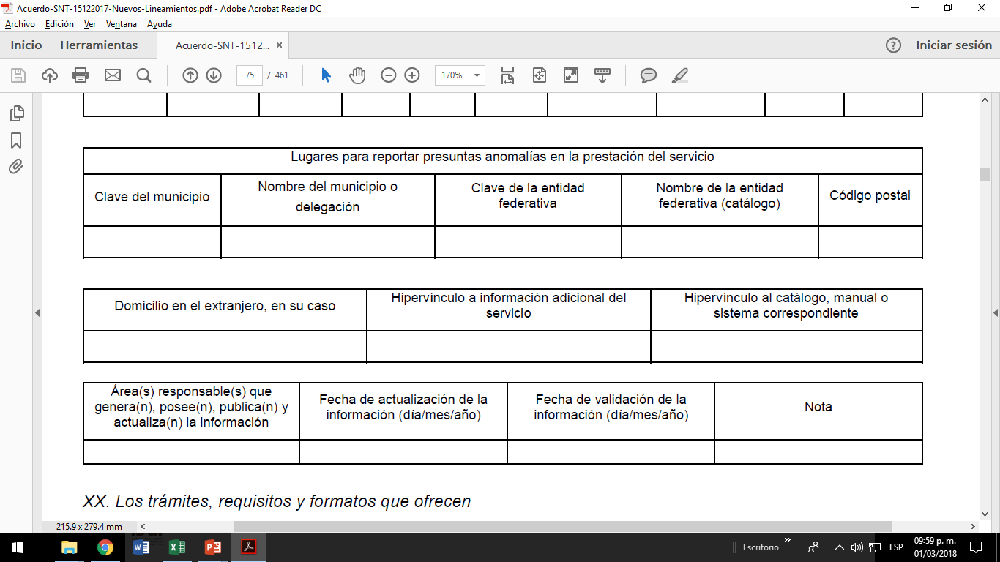 Acuerdo-SNT-15122017-Nuevos-Lineamientos.pdf - Adobe Acrobat Reader DC
Archivo Edición Ver Ventana Ayuda
Inicio Herramientas Acuerdo-SNT-1512... × Iniciar sesión
75 / 461 170%
Lugares para reportar presuntas anomalías en la prestación del servicio
Clave del municipio
Nombre del municipio o
delegación
Clave de la entidad
federativa
Nombre de la entidad
federativa (catálogo)
Código postal
Domicilio en el extranjero, en su caso
Hipervínculo a información adicional del
servicio
Hipervínculo al catálogo, manual o
sistema correspondiente
Área(s) responsable(s) que
genera(n), posee(n), publica(n) y
actualiza(n) la información
Fecha de actualización de la
información (día/mes/año)
Fecha de validación de la
información (día/mes/año)
Nota
XX. Los trámites, requisitos y formatos que ofrecen
215.9 x 279.4 mm
Escritorio » ESP 09:59 p. m.
01/03/2018